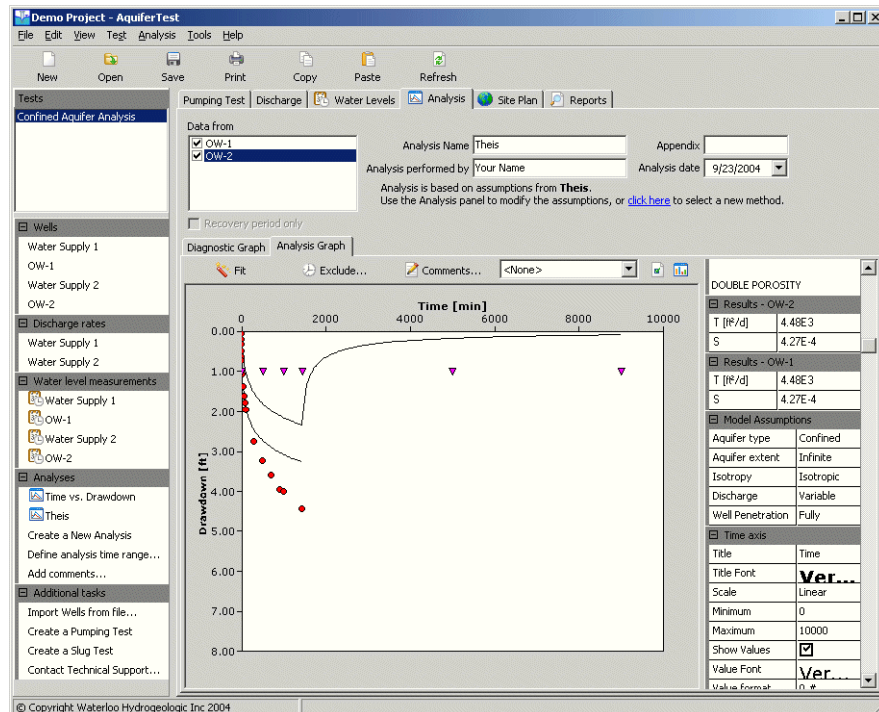 Demo Project - AquiferTest
File Edit View Test Analysis Tools Help
New Open Save Print Copy Paste Refresh
Tests
Confined Aquifer Analysis
Wells
Water Supply 1
OW-1
Water Supply 2
OW-2
Discharge rates
Water Supply 1
Water Supply 2
Water level measurements
Water Supply 1
OW-1
Water Supply 2
OW-2
Analyses
Time vs. Drawdown
Theis
Create a New Analysis
Define analysis time range...
Add comments...
Additional tasks
Import Wells from file...
Create a Pumping Test
Create a Slug Test
Contact Technical Support...
Pumping Test Discharge Water Levels Analysis Site Plan Reports
Data from
OW-1
OW-2
Recovery period only
Analysis Name Theis Appendix
Analysis performed by Your Name Analysis date 9/23/2004
Analysis is based on assumptions from Theis.
Use the Analysis panel to modify the assumptions, or click here to select a new method.
Diagnostic Graph Analysis Graph
Fit Exclude... Comments... <None>
Time [min]
0 2000 4000 6000 8000 10000
Drawdown [ft]
0.00
1.00
2.00
3.00
4.00
5.00
6.00
7.00
8.00
DOUBLE POROSITY
Results - OW-2
T [ft²/d] 4.48E3
S 4.27E-4
Results - OW-1
T [ft²/d] 4.48E3
S 4.27E-4
Model Assumptions
Aquifer type Confined
Aquifer extent Infinite
Isotropy Isotropic
Discharge Variable
Well Penetration Fully
Time axis
Title Time
Title Font Ver...
Scale Linear
Minimum 0
Maximum 10000
Show Values
Value Font Ver...
Value format 0.#
© Copyright Waterloo Hydrogeologic Inc 2004